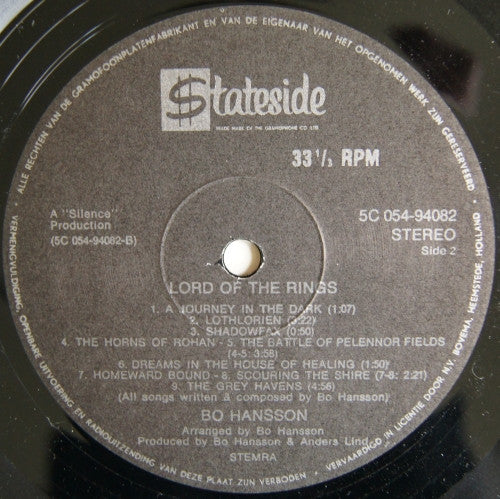 ALLE RECHTEN VAN DE GRAMOFOONPLATENFABRIKANT EN VAN DE EIGENAAR VAN HET OPGENOMEN WERK ZIJN GERESERVEERD
VERMENIGVULDIGING, OPENBARE UITVOERING EN RADIOUITZENDING VAN DEZE PLAAT ZIJN VERBODEN • VERVAARDIGD IN LICENTIE DOOR N.V. BOVEMA, HEEMSTEDE, HOLLAND.
$tateside
TRADE MARK OF THE GRAMOPHONE CO. LTD.
33 1/3 RPM
A "Silence"
Production
(5C 054-94082-B)
5C 054-94082
STEREO
Side 2
LORD OF THE RINGS
1. A JOURNEY IN THE DARK (1:07)
2. LOTHLORIEN (3:22)
3. SHADOWFAX (0:50)
4. THE HORNS OF ROHAN - 5. THE BATTLE OF PELENNOR FIELDS
(4-5: 3:58)
6. DREAMS IN THE HOUSE OF HEALING (1:50)
7. HOMEWARD BOUND - 8. SCOURING THE SHIRE (7-8: 2:21)
9. THE GREY HAVENS (4:56)
(All songs written & composed by Bo Hansson)
BO HANSSON
Arranged by Bo Hansson
Produced by Bo Hansson & Anders Lind
STEMRA